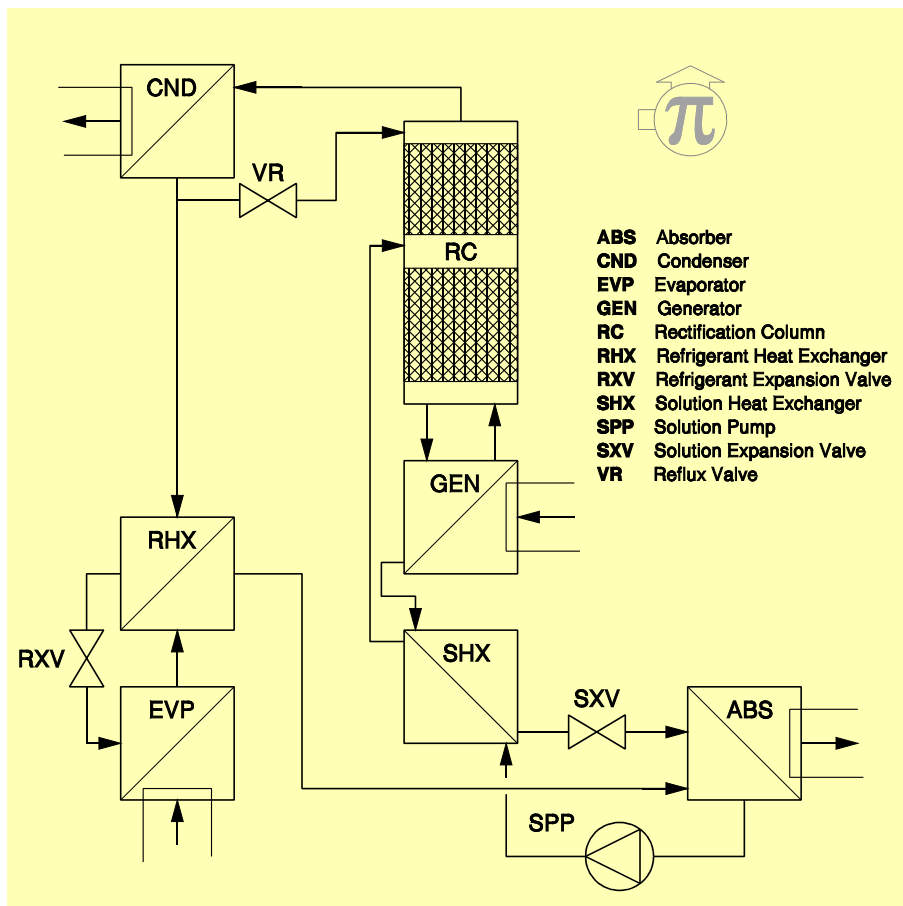 CND
π
VR
RC
ABS Absorber
CND Condenser
EVP Evaporator
GEN Generator
RC Rectification Column
RHX Refrigerant Heat Exchanger
RXV Refrigerant Expansion Valve
SHX Solution Heat Exchanger
SPP Solution Pump
SXV Solution Expansion Valve
VR Reflux Valve
GEN
RHX
RXV
SHX
EVP
SXV
ABS
SPP